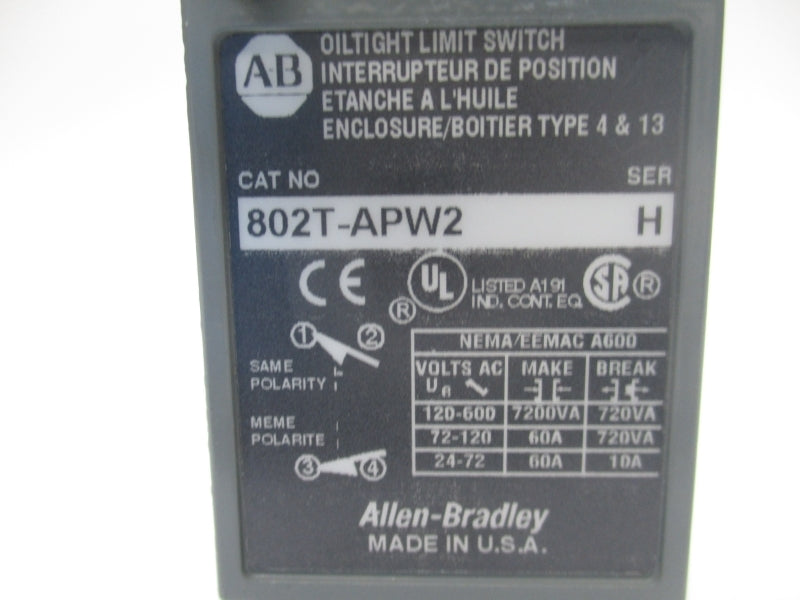 AB
OILTIGHT LIMIT SWITCH
INTERRUPTEUR DE POSITION
ETANCHE A L'HUILE
ENCLOSURE/BOITIER TYPE 4 & 13
CAT NO SER
802T-APW2 H
CE UL ® LISTED A191
IND. CONT. EQ. SA ®
1 2
SAME
POLARITY
MEME
POLARITE
3 4
NEMA/EEMAC A600
VOLTS AC MAKE BREAK
120-600 7200VA 720VA
72-120 60A 720VA
24-72 60A 10A
Allen-Bradley
MADE IN U.S.A.